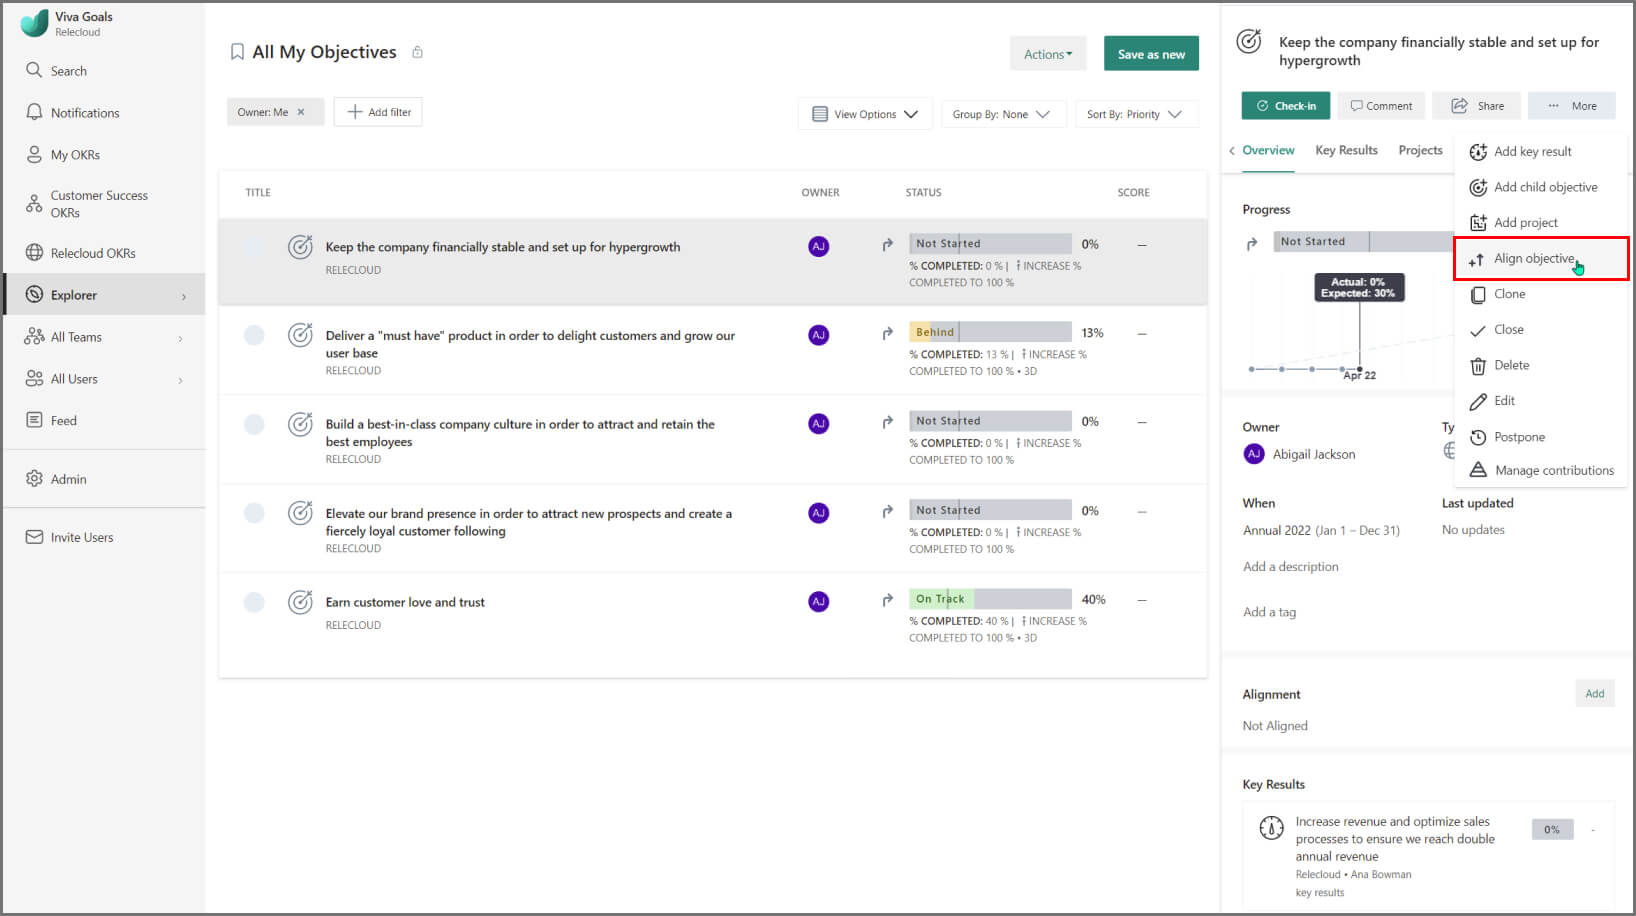 Viva Goals
Relecloud
Search
Notifications
My OKRs
Customer Success
OKRs
Relecloud OKRs
Explorer
All Teams
All Users
Feed
Admin
Invite Users
All My Objectives
Actions
Save as new
Owner: Me ×
Add filter
View Options
Group By: None
Sort By: Priority
TITLE OWNER STATUS SCORE
Keep the company financially stable and set up for hypergrowth
RELECLOUD
AJ
Not Started 0% —
% COMPLETED: 0 % | INCREASE %
COMPLETED TO 100 %
Deliver a "must have" product in order to delight customers and grow our
user base
RELECLOUD
AJ
Behind 13% —
% COMPLETED: 13 % | INCREASE %
COMPLETED TO 100 % • 3D
Build a best-in-class company culture in order to attract and retain the
best employees
RELECLOUD
AJ
Not Started 0% —
% COMPLETED: 0 % | INCREASE %
COMPLETED TO 100 %
Elevate our brand presence in order to attract new prospects and create a
fiercely loyal customer following
RELECLOUD
AJ
Not Started 0% —
% COMPLETED: 0 % | INCREASE %
COMPLETED TO 100 %
Earn customer love and trust
RELECLOUD
AJ
On Track 40% —
% COMPLETED: 40 % | INCREASE %
COMPLETED TO 100 % • 3D
Keep the company financially stable and set up for
hypergrowth
Check-in
Comment
Share
··· More
Overview Key Results Projects
Add key result
Add child objective
Add project
Align objective
Clone
Close
Delete
Edit
Postpone
Manage contributions
Progress
Not Started
Actual: 0%
Expected: 30%
Apr 22
Owner
AJ Abigail Jackson
Ty
When
Annual 2022 (Jan 1 – Dec 31)
Last updated
No updates
Add a description
Add a tag
Alignment
Add
Not Aligned
Key Results
Increase revenue and optimize sales
processes to ensure we reach double
annual revenue
Relecloud • Ana Bowman
key results
0% -